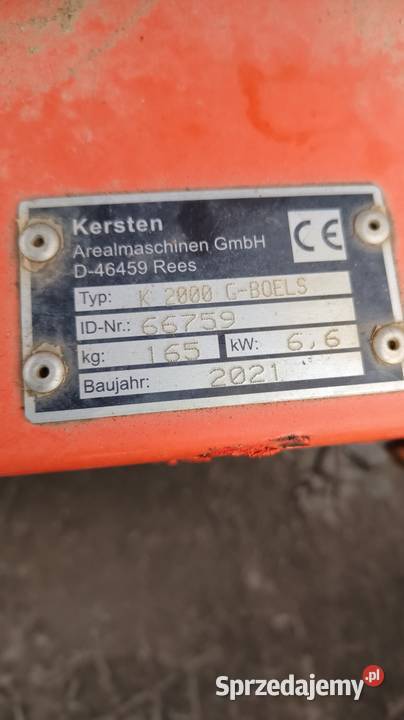 Kersten
Arealmaschinen GmbH
D-46459 Rees
CE
Typ: K 2000 G-BOELS
ID-Nr.: 66759
kg: 165 kW: 6,6
Baujahr: 2021
Sprzedajemy.pl